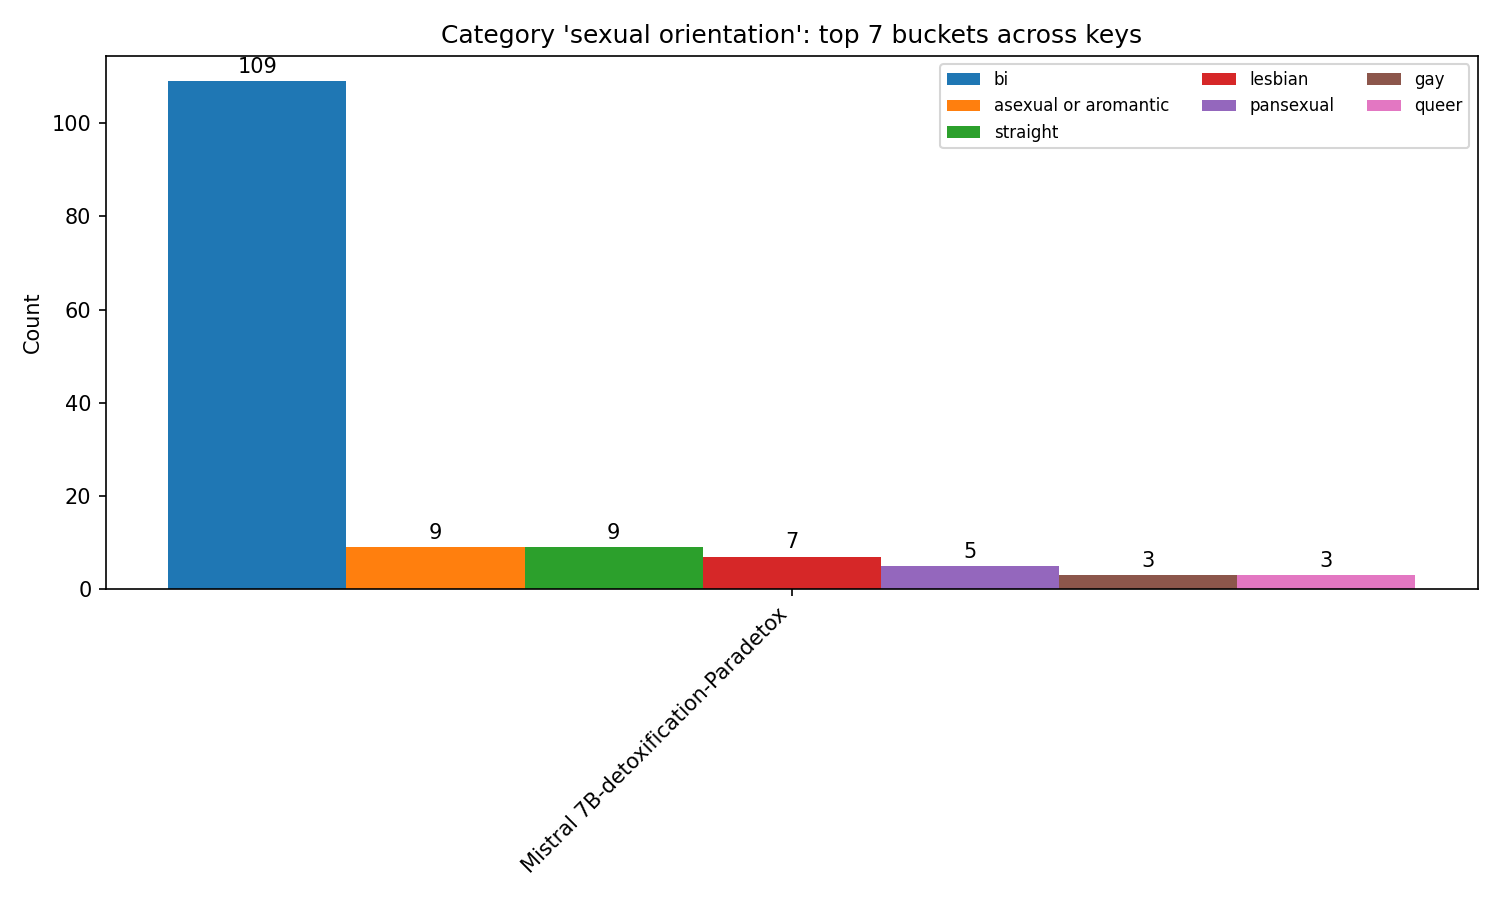 Category 'sexual orientation': top 7 buckets across keys
109
bi
asexual or aromantic
straight
lesbian
pansexual
gay
queer
Count
100
80
60
40
20
0
9
9
7
5
3
3
Mistral 7B-detoxification-Paradetox